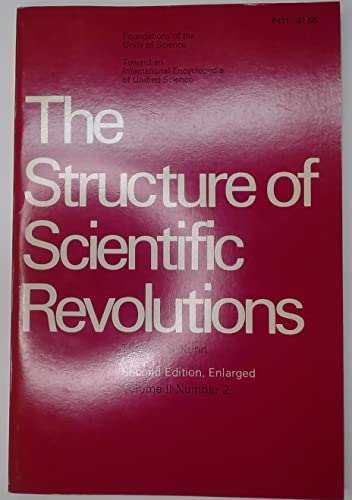 Foundations of the
Unity of Science
P411 $1.50
Toward an
International Encyclopedia
of Unified Science
The
Structure of
Scientific
Revolutions
Kuhn
Second Edition, Enlarged
Volume II Number 2